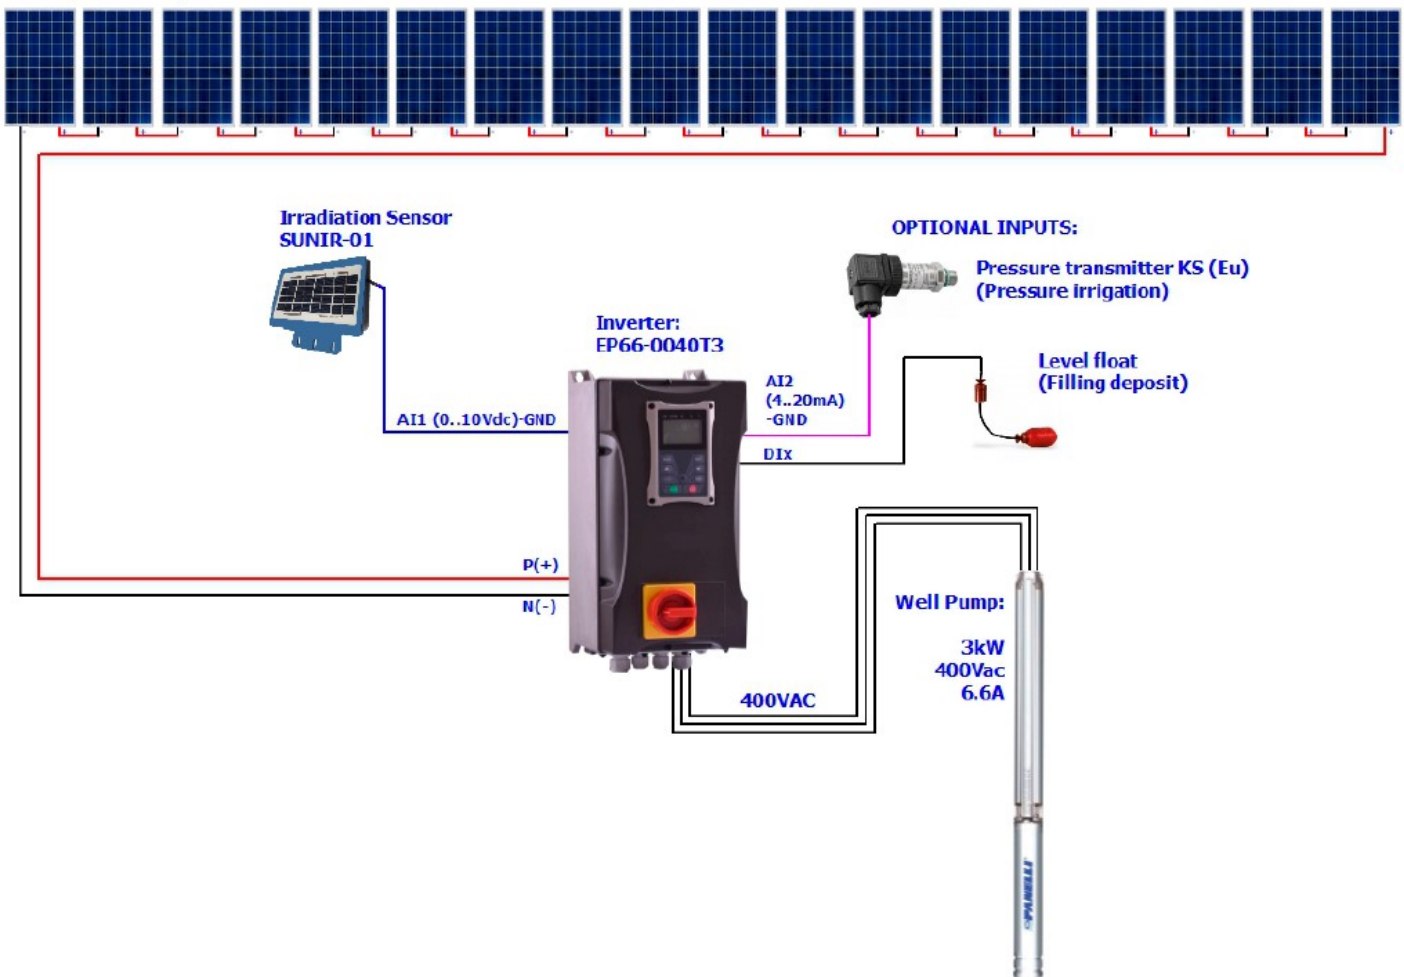 Irradiation Sensor
SUNIR-01
OPTIONAL INPUTS:
Pressure transmitter KS (Eu)
(Pressure irrigation)
Inverter:
EP66-0040T3
Level float
(Filling deposit)
AI2
(4..20mA)
-GND
AI1 (0..10Vdc)-GND
DIx
P(+)
N(-)
Well Pump:
3kW
400Vac
6.6A
400VAC
PANELLI